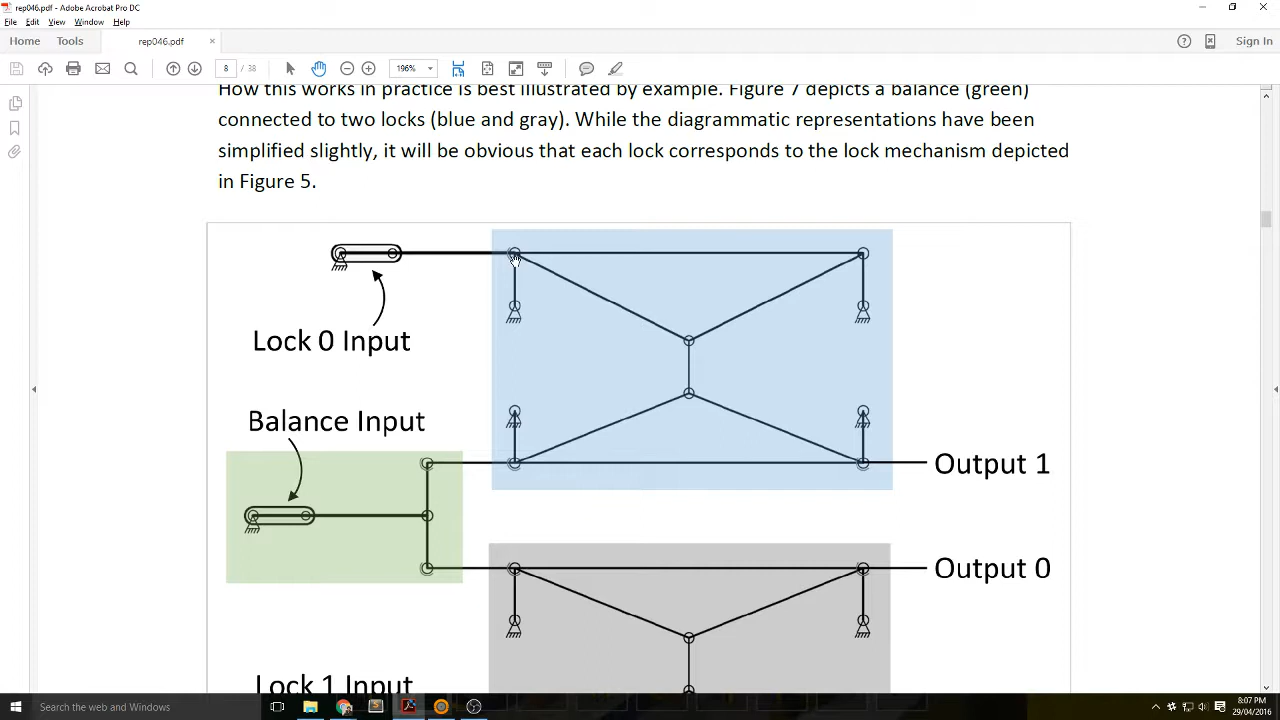 rep046.pdf - Adobe Acrobat Pro DC
File Edit View Window Help
Home Tools rep046.pdf × ? Sign In
8 / 38 196%
How this works in practice is best illustrated by example. Figure 7 depicts a balance (green)
connected to two locks (blue and gray). While the diagrammatic representations have been
simplified slightly, it will be obvious that each lock corresponds to the lock mechanism depicted
in Figure 5.
Lock 0 Input
Balance Input
Output 1
Output 0
Lock 1 Input
Search the web and Windows
8:07 PM
29/04/2016